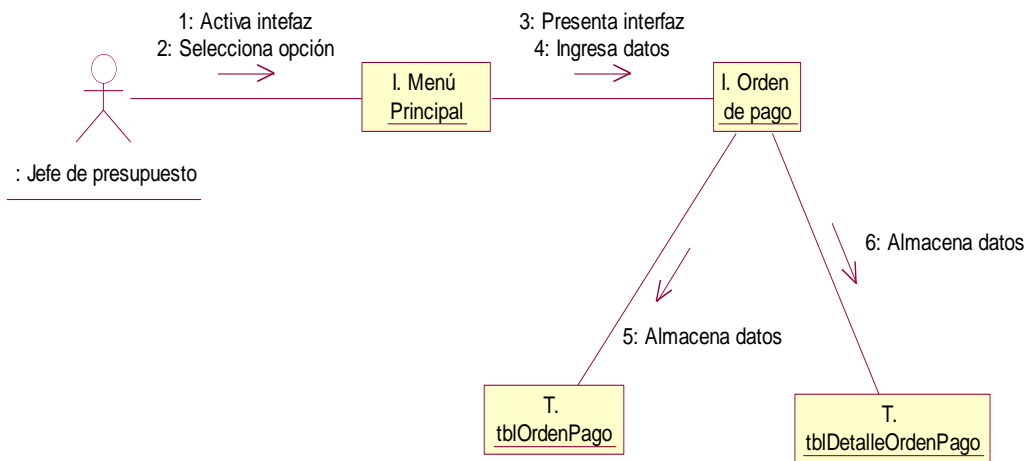 1: Activa intefaz
2: Selecciona opción
3: Presenta interfaz
4: Ingresa datos
I. Menú
Principal
I. Orden
de pago
: Jefe de presupuesto
6: Almacena datos
5: Almacena datos
T.
tblOrdenPago
T.
tblDetalleOrdenPago